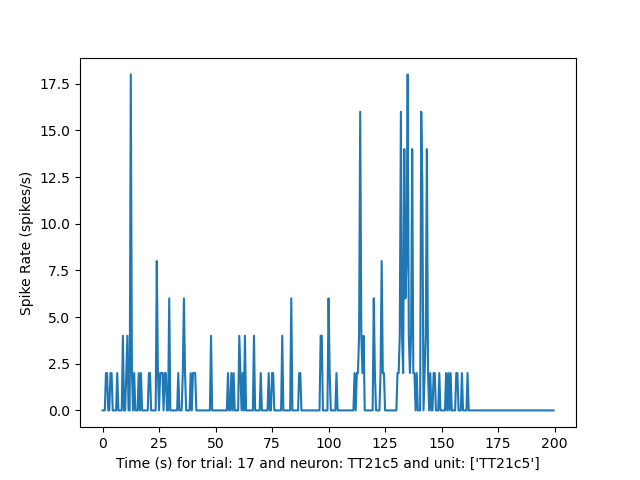 17.5
15.0
12.5
10.0
7.5
5.0
2.5
0.0
Spike Rate (spikes/s)
0 25 50 75 100 125 150 175 200
Time (s) for trial: 17 and neuron: TT21c5 and unit: ['TT21c5']